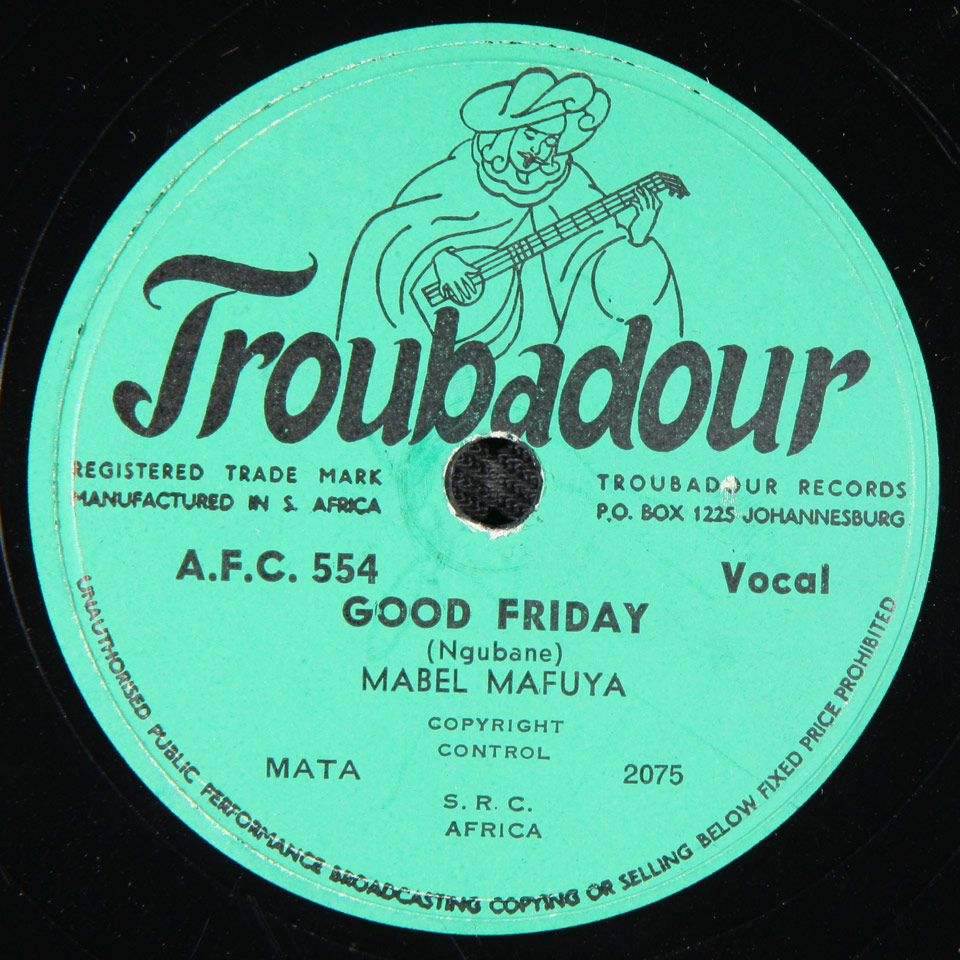 Troubadour
REGISTERED TRADE MARK
MANUFACTURED IN S. AFRICA
TROUBADOUR RECORDS
P.O. BOX 1225 JOHANNESBURG
A.F.C. 554
Vocal
GOOD FRIDAY
(Ngubane)
MABEL MAFUYA
COPYRIGHT
CONTROL
MATA 2075
S. R. C.
AFRICA
UNAUTHORISED PUBLIC PERFORMANCE BROADCASTING COPYING OR SELLING BELOW FIXED PRICE PROHIBITED